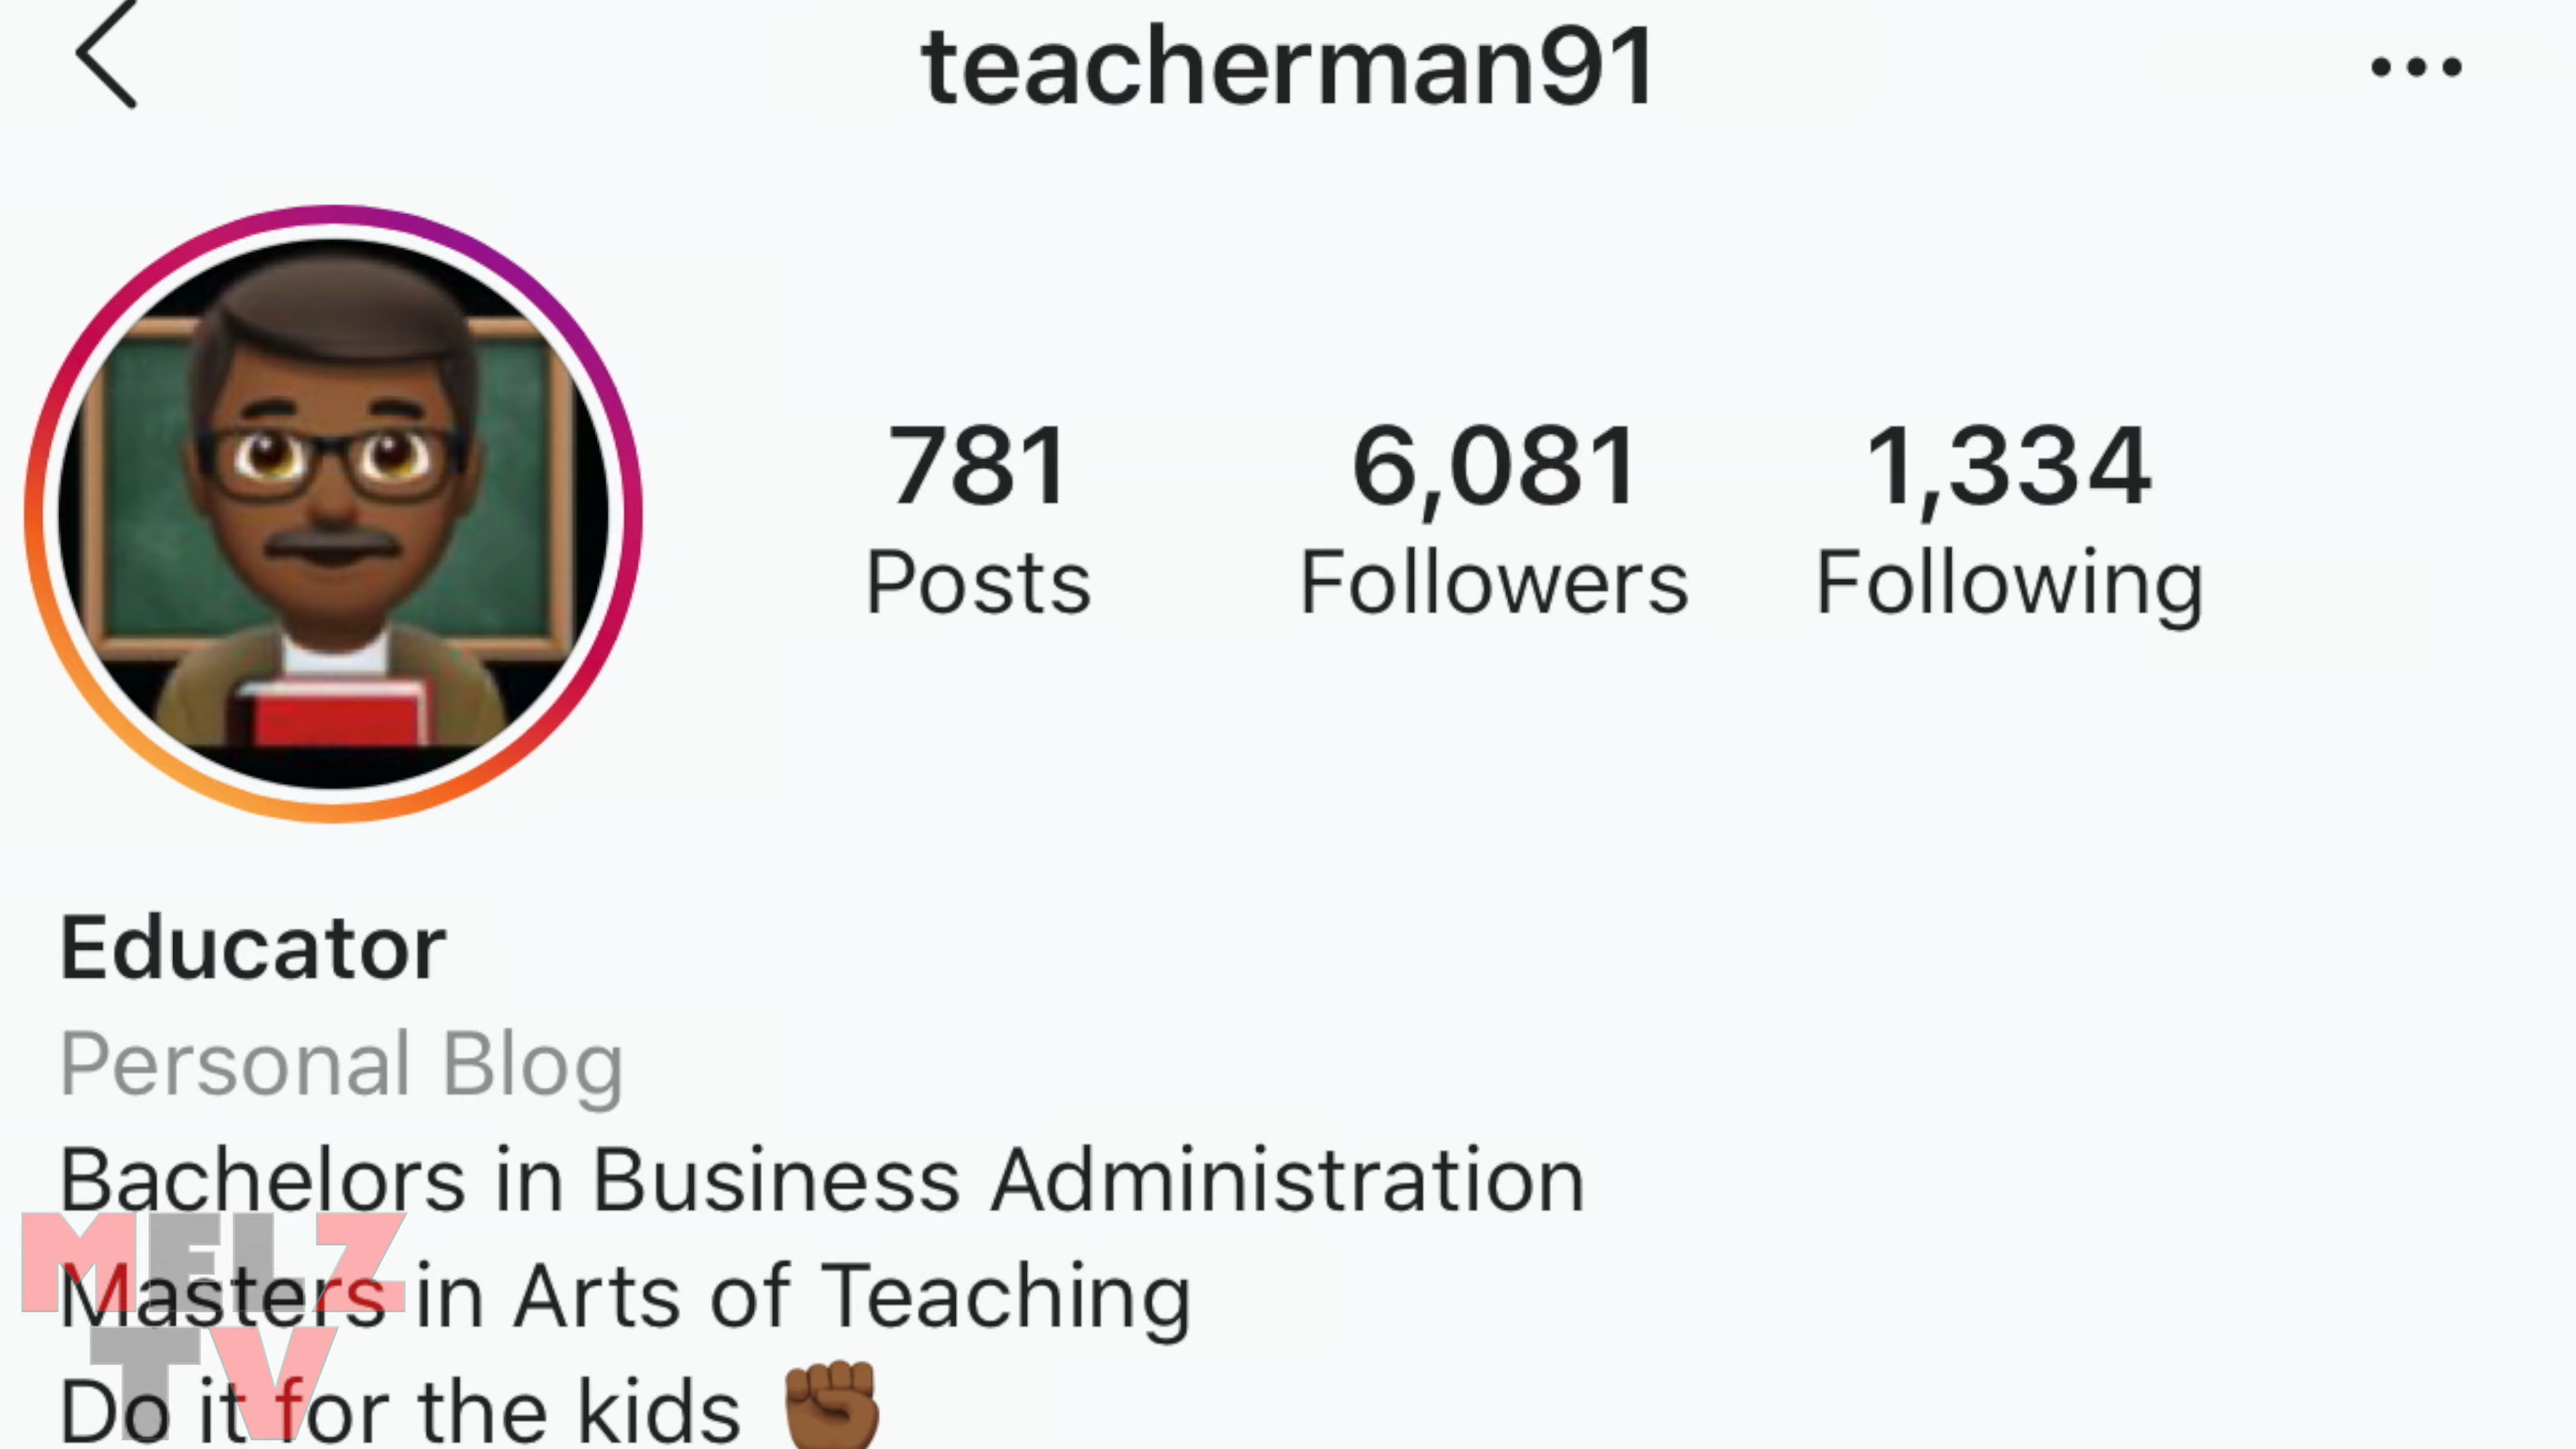 teacherman91
781
Posts
6,081
Followers
1,334
Following
Educator
Personal Blog
Bachelors in Business Administration
Masters in Arts of Teaching
Do it for the kids ✊🏾
MELZ
TV